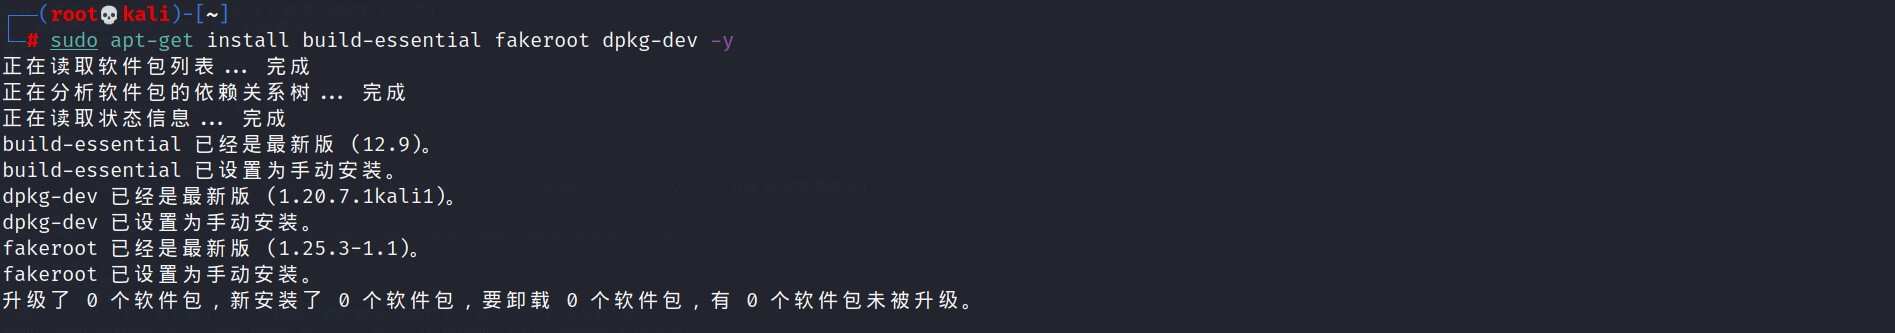 ┌──(root💀kali)-[~]
└─# sudo apt-get install build-essential fakeroot dpkg-dev -y
正在读取软件包列表... 完成
正在分析软件包的依赖关系树... 完成
正在读取状态信息... 完成
build-essential 已经是最新版 (12.9)。
build-essential 已设置为手动安装。
dpkg-dev 已经是最新版 (1.20.7.1kali1)。
dpkg-dev 已设置为手动安装。
fakeroot 已经是最新版 (1.25.3-1.1)。
fakeroot 已设置为手动安装。
升级了 0 个软件包，新安装了 0 个软件包，要卸载 0 个软件包，有 0 个软件包未被升级。